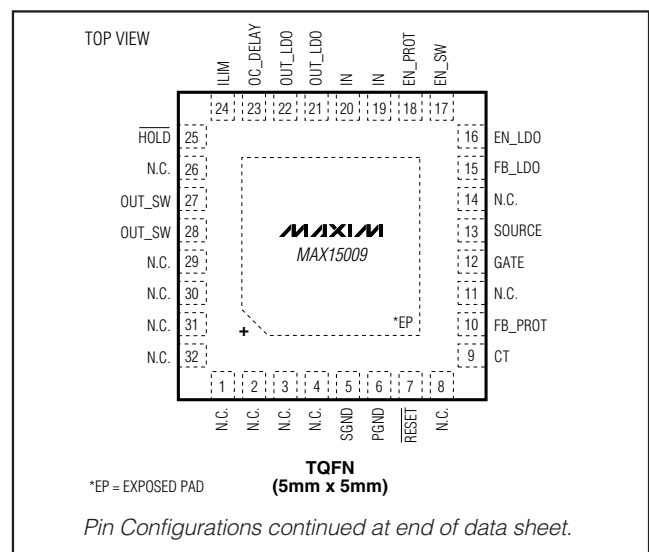 TOP VIEW
ILIM
OC_DELAY
OUT_LDO
OUT_LDO
IN
IN
EN_PROT
EN_SW
24 23 22 21 20 19 18 17
HOLD 25
N.C. 26
OUT_SW 27
OUT_SW 28
N.C. 29
N.C. 30
N.C. 31
N.C. 32
16 EN_LDO
15 FB_LDO
14 N.C.
13 SOURCE
12 GATE
11 N.C.
10 FB_PROT
9 CT
MAXIM
MAX15009
+
*EP
1 2 3 4 5 6 7 8
N.C.
N.C.
N.C.
N.C.
SGND
PGND
RESET
N.C.
TQFN
(5mm x 5mm)
*EP = EXPOSED PAD
Pin Configurations continued at end of data sheet.